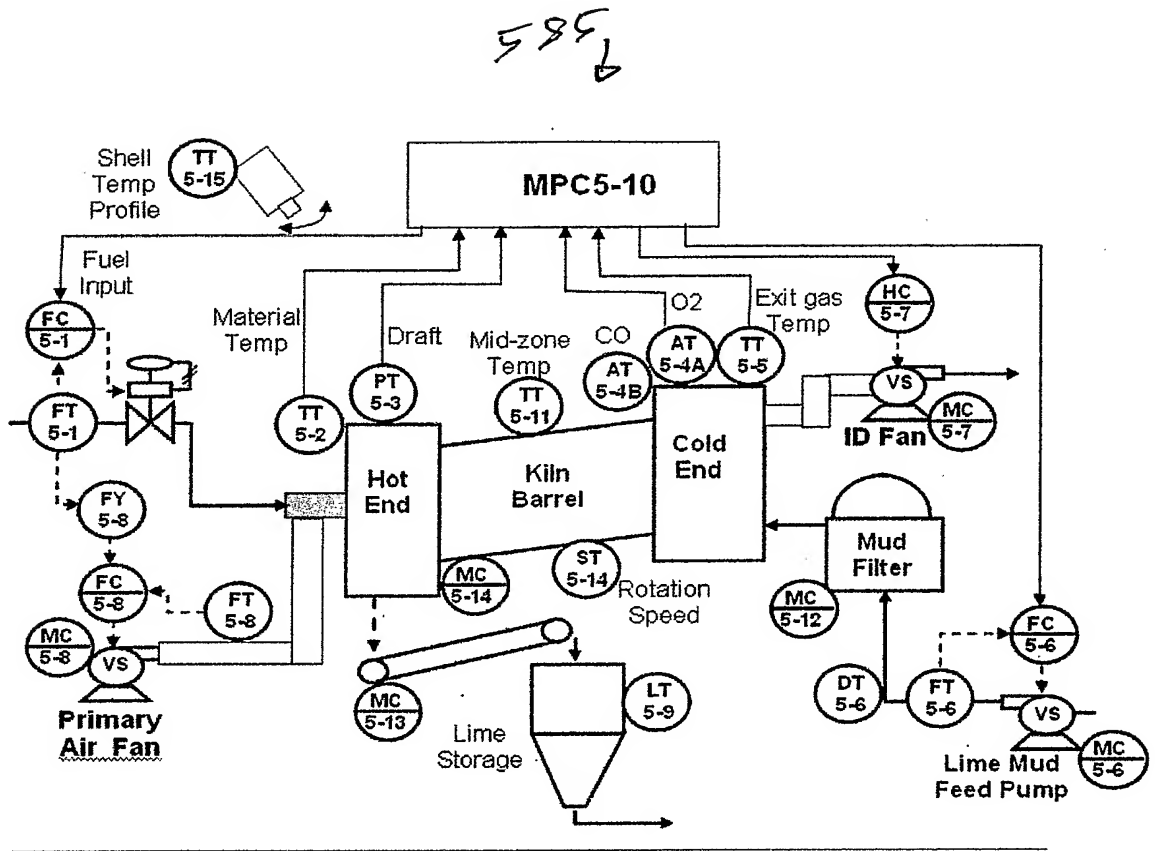 585
MPC5-10
Shell
Temp
Profile
TT
5-15
Fuel
Input
FC
5-1
FT
5-1
FY
5-8
FC
5-8
FT
5-8
MC
5-8
VS
Primary
Air Fan
Material
Temp
TT
5-2
Draft
PT
5-3
Mid-zone
Temp
TT
5-11
CO
AT
5-4B
O2
AT
5-4A
Exit gas
Temp
TT
5-5
HC
5-7
VS
MC
5-7
ID Fan
Hot
End
Kiln
Barrel
Cold
End
MC
5-14
ST
5-14
Rotation
Speed
Mud
Filter
MC
5-12
MC
5-13
Lime
Storage
LT
5-9
DT
5-6
FT
5-6
FC
5-6
VS
MC
5-6
Lime Mud
Feed Pump